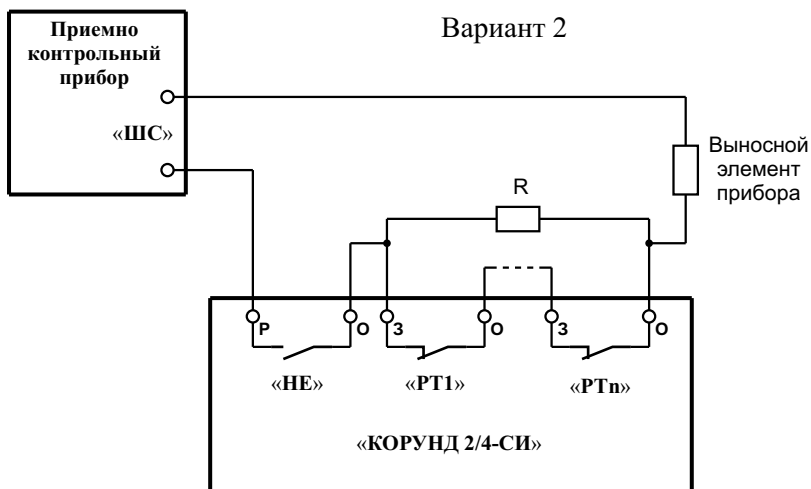 Вариант 2
Приемно
контрольный
прибор
«ШС»
Выносной
элемент
прибора
R
Р
О
З
О
З
О
«НЕ»
«РТ1»
«РТn»
«КОРУНД 2/4-СИ»